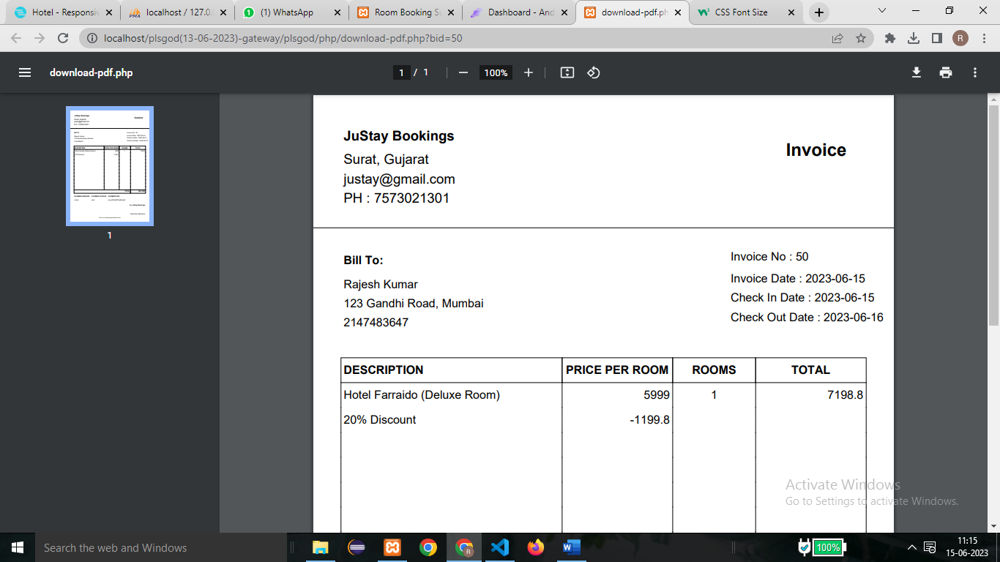 Hotel - Responsiv
localhost / 127.0.
(1) WhatsApp
Room Booking S
Dashboard - And
download-pdf.ph
CSS Font Size
localhost/plsgod(13-06-2023)-gateway/plsgod/php/download-pdf.php?bid=50
R
download-pdf.php
1 / 1
100%
1
JuStay Bookings
Invoice
Surat, Gujarat
justay@gmail.com
PH : 7573021301
Bill To:
Rajesh Kumar
123 Gandhi Road, Mumbai
2147483647
Invoice No : 50
Invoice Date : 2023-06-15
Check In Date : 2023-06-15
Check Out Date : 2023-06-16
DESCRIPTION PRICE PER ROOM ROOMS TOTAL
Hotel Farraido (Deluxe Room) 5999 1 7198.8
20% Discount -1199.8
Activate Windows
Go to Settings to activate Windows.
Search the web and Windows
100%
11:15
15-06-2023